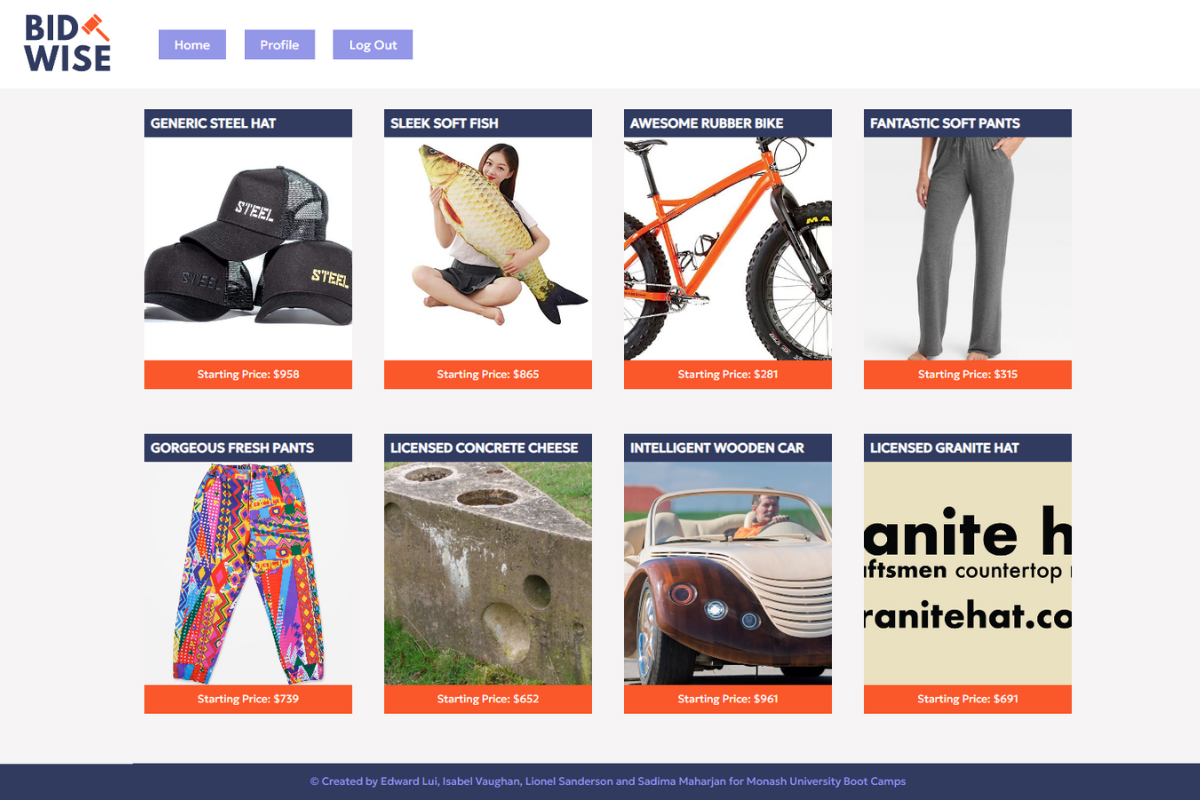 BID
WISE
Home
Profile
Log Out
GENERIC STEEL HAT
SLEEK SOFT FISH
AWESOME RUBBER BIKE
FANTASTIC SOFT PANTS
STEEL
STEEL
STEEL
MA
Starting Price: $958
Starting Price: $865
Starting Price: $281
Starting Price: $315
GORGEOUS FRESH PANTS
LICENSED CONCRETE CHEESE
INTELLIGENT WOODEN CAR
LICENSED GRANITE HAT
anite h
aftsmen countertop
ranitehat.co
Starting Price: $739
Starting Price: $652
Starting Price: $961
Starting Price: $691
© Created by Edward Lui, Isabel Vaughan, Lionel Sanderson and Sadima Maharjan for Monash University Boot Camps